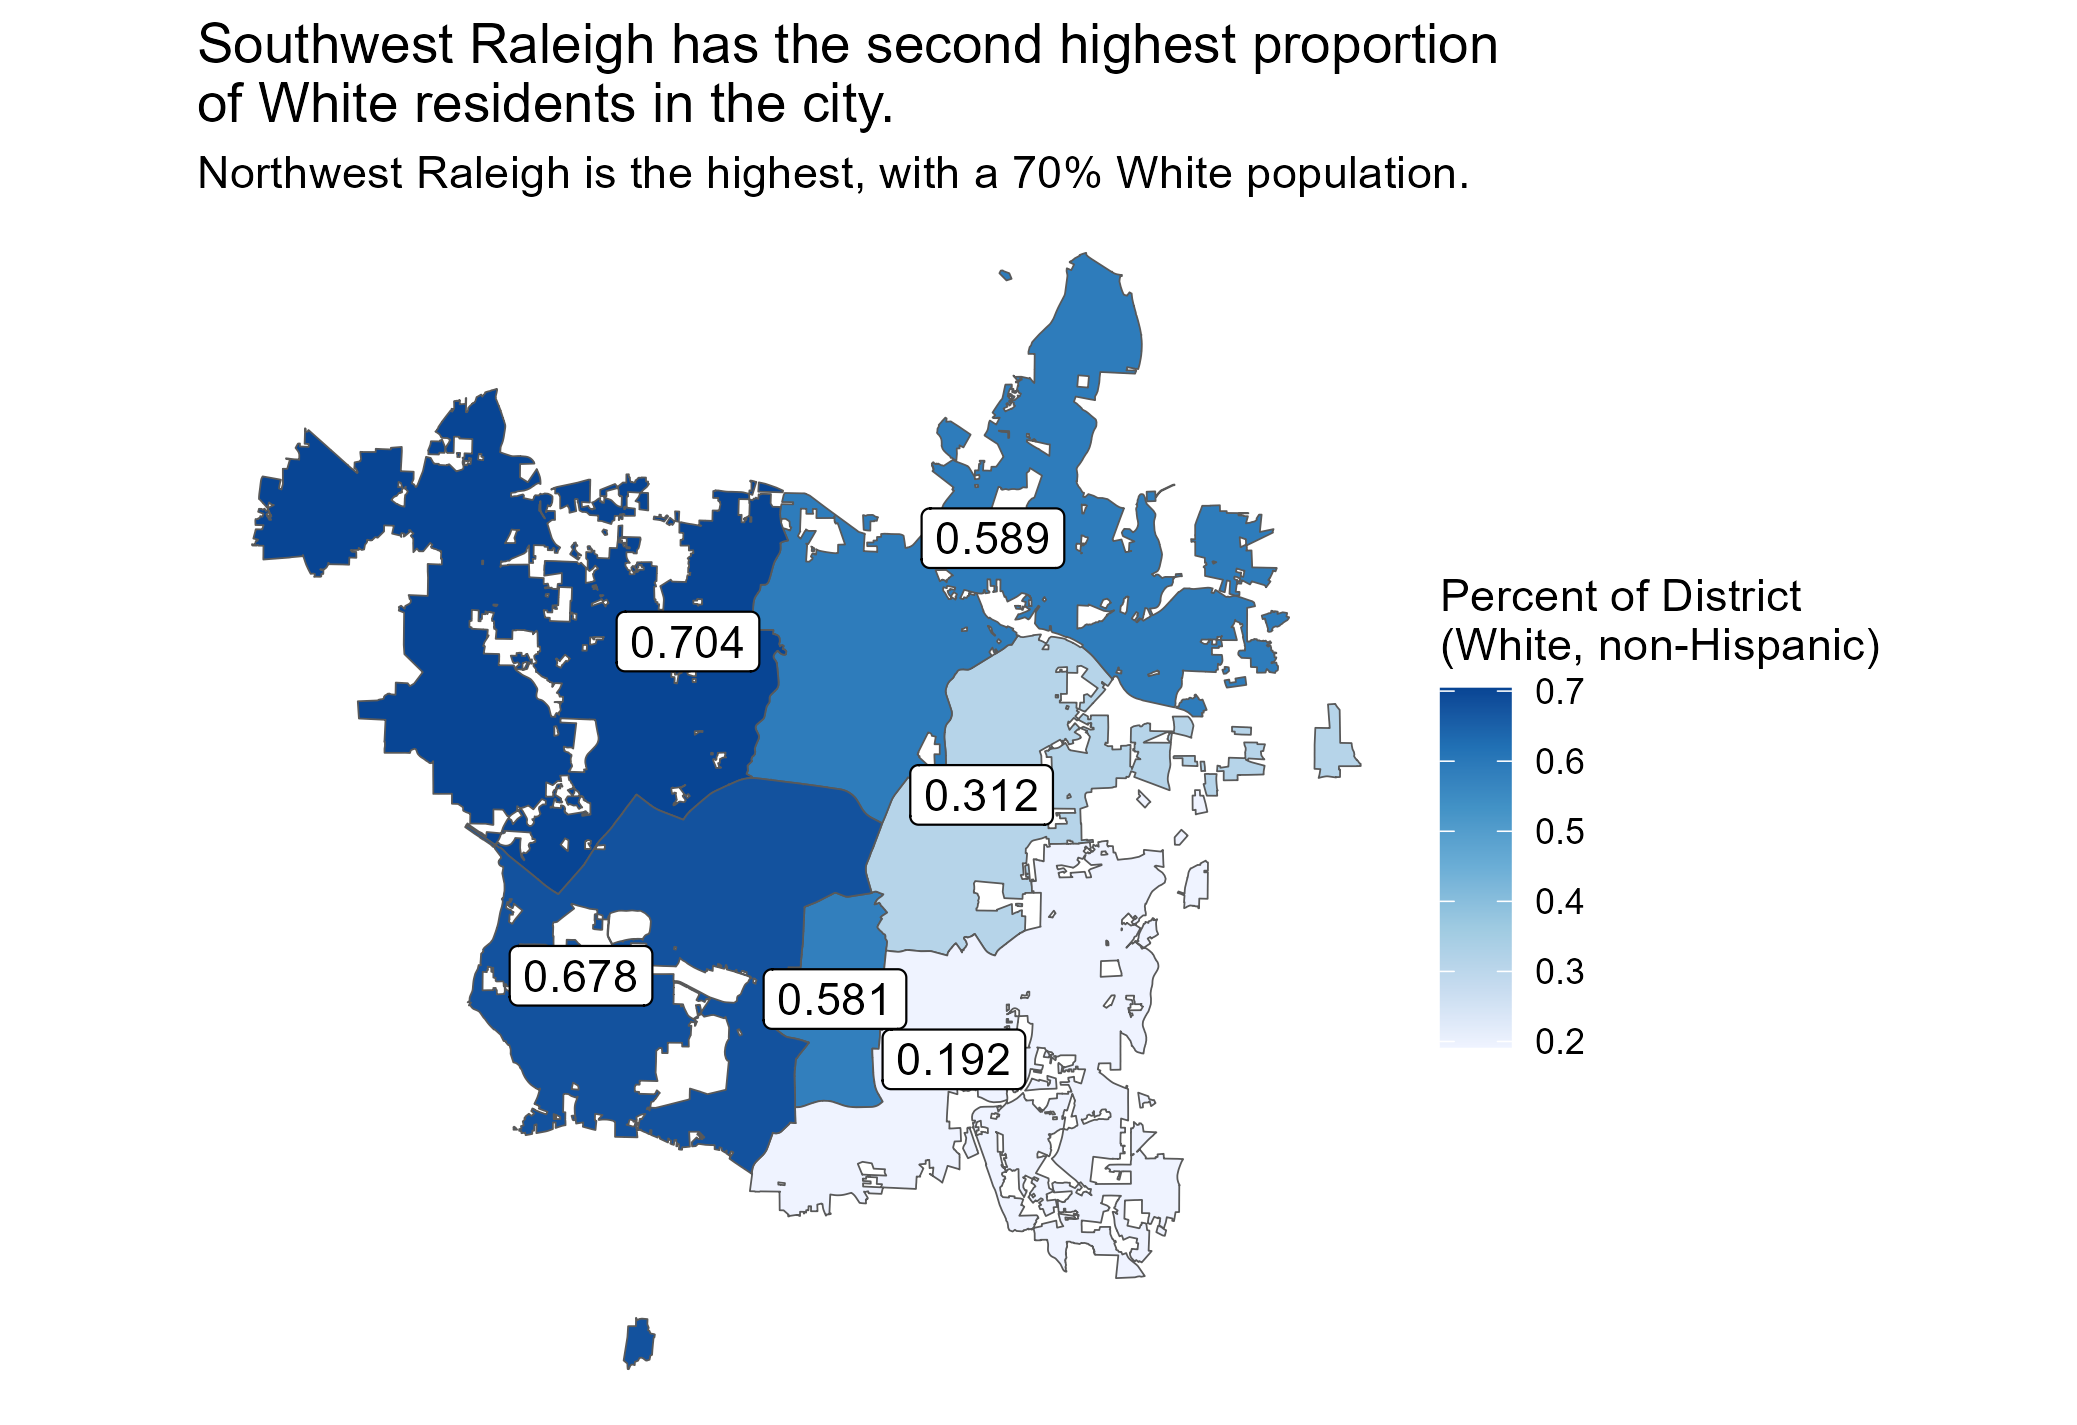 Southwest Raleigh has the second highest proportion
of White residents in the city.
Northwest Raleigh is the highest, with a 70% White population.
0.589
0.704
0.312
0.678
0.581
0.192
Percent of District
(White, non-Hispanic)
0.7
0.6
0.5
0.4
0.3
0.2